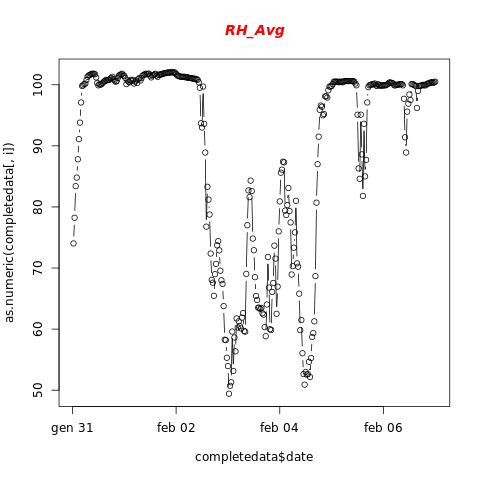 RH_Avg
as.numeric(completedata[, i])
100
90
80
70
60
50
gen 31
feb 02
feb 04
feb 06
completedata$date